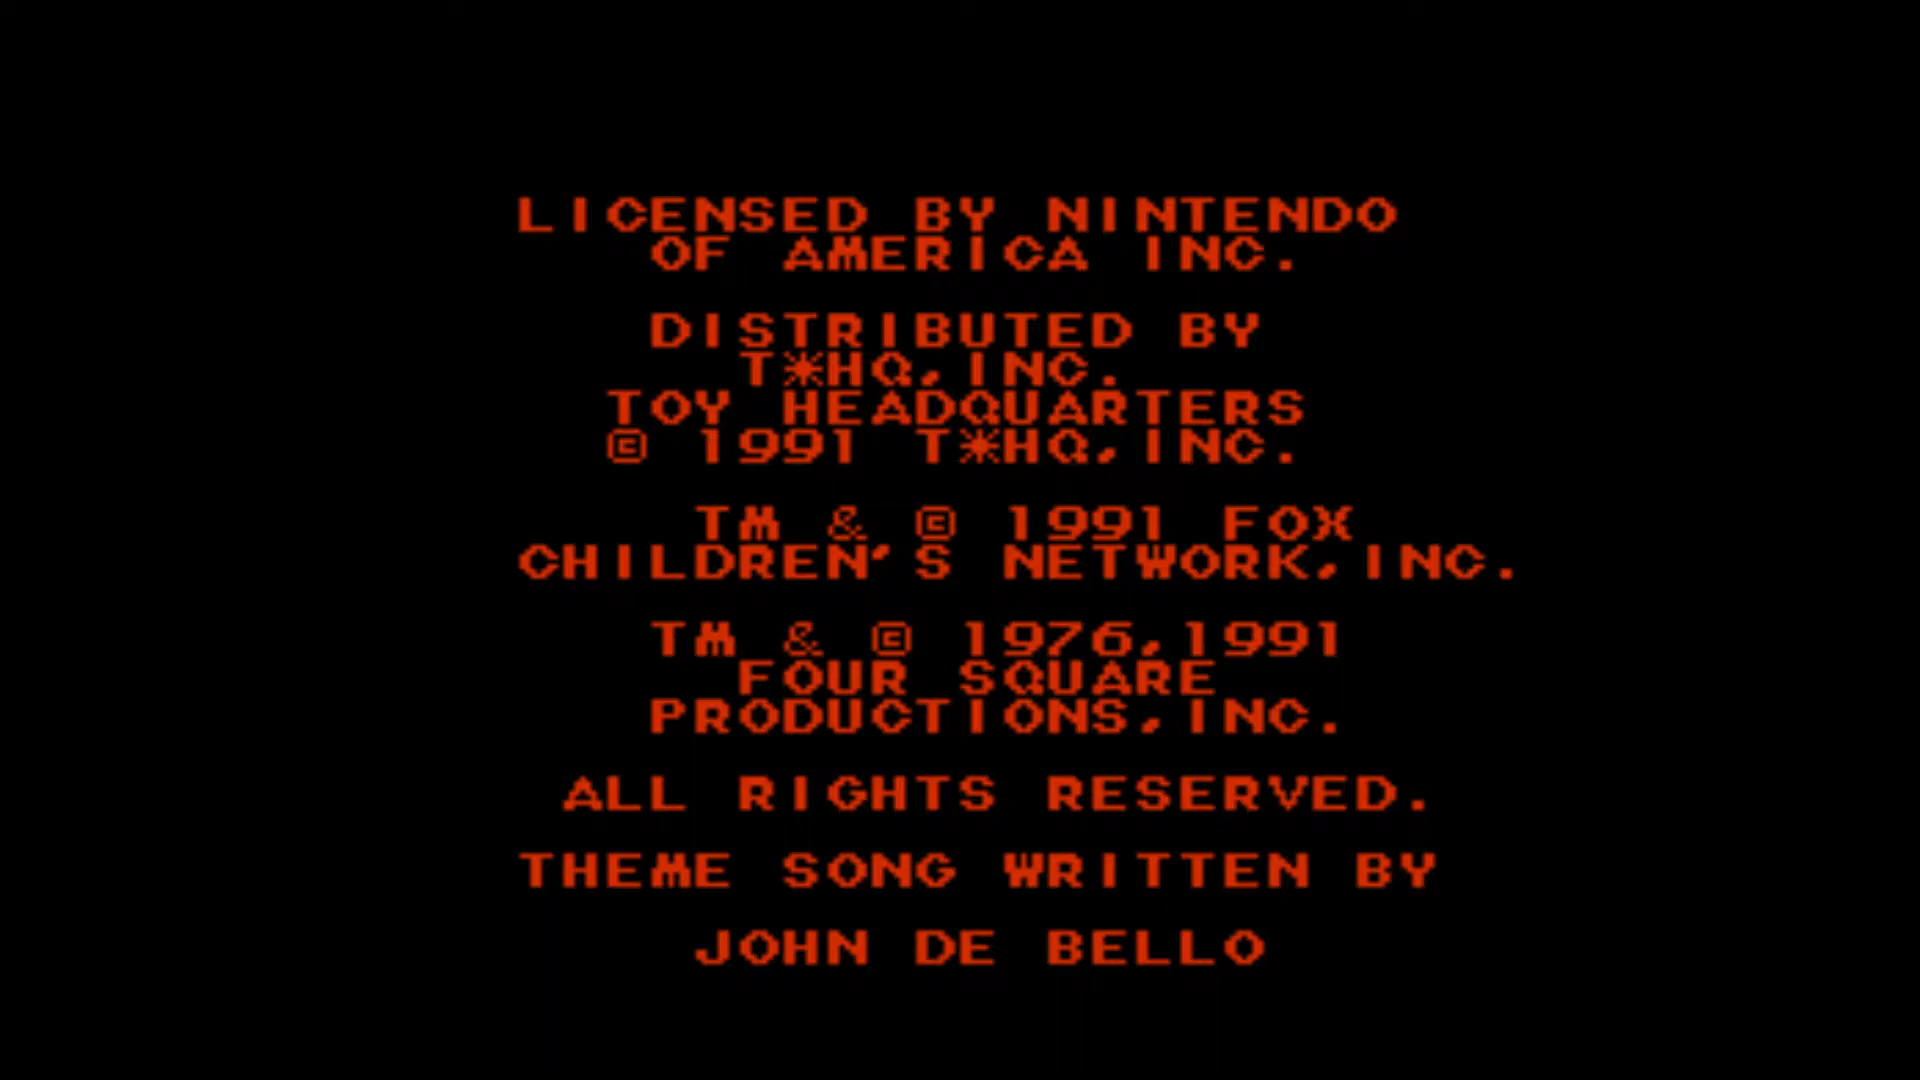 LICENSED BY NINTENDO
OF AMERICA INC.
DISTRIBUTED BY
T*HQ,INC.
TOY HEADQUARTERS
© 1991 T*HQ,INC.
TM & © 1991 FOX
CHILDREN'S NETWORK,INC.
TM & © 1976,1991
FOUR SQUARE
PRODUCTIONS,INC.
ALL RIGHTS RESERVED.
THEME SONG WRITTEN BY
JOHN DE BELLO